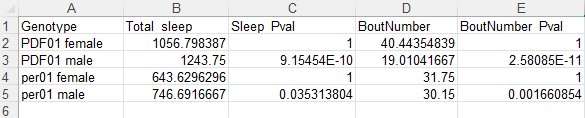 A B C D E
1 Genotype Total sleep Sleep Pval BoutNumber BoutNumber Pval
2 PDF01 female 1056.798387 1 40.44354839 1
3 PDF01 male 1243.75 9.15454E-10 19.01041667 2.58085E-11
4 per01 female 643.6296296 1 31.75 1
5 per01 male 746.6916667 0.035313804 30.15 0.001660854
6